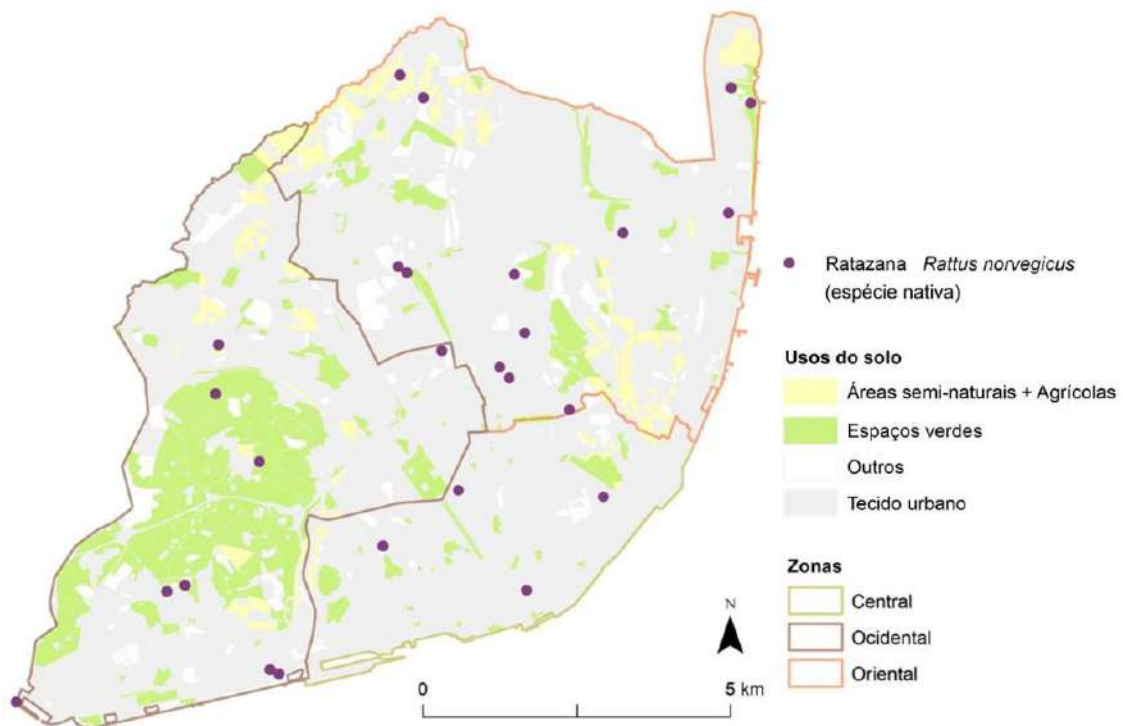 Ratazana Rattus norvegicus
(espécie nativa)
Usos do solo
Áreas semi-naturais + Agrícolas
Espaços verdes
Outros
Tecido urbano
Zonas
Central
Ocidental
Oriental
N
0 5 km